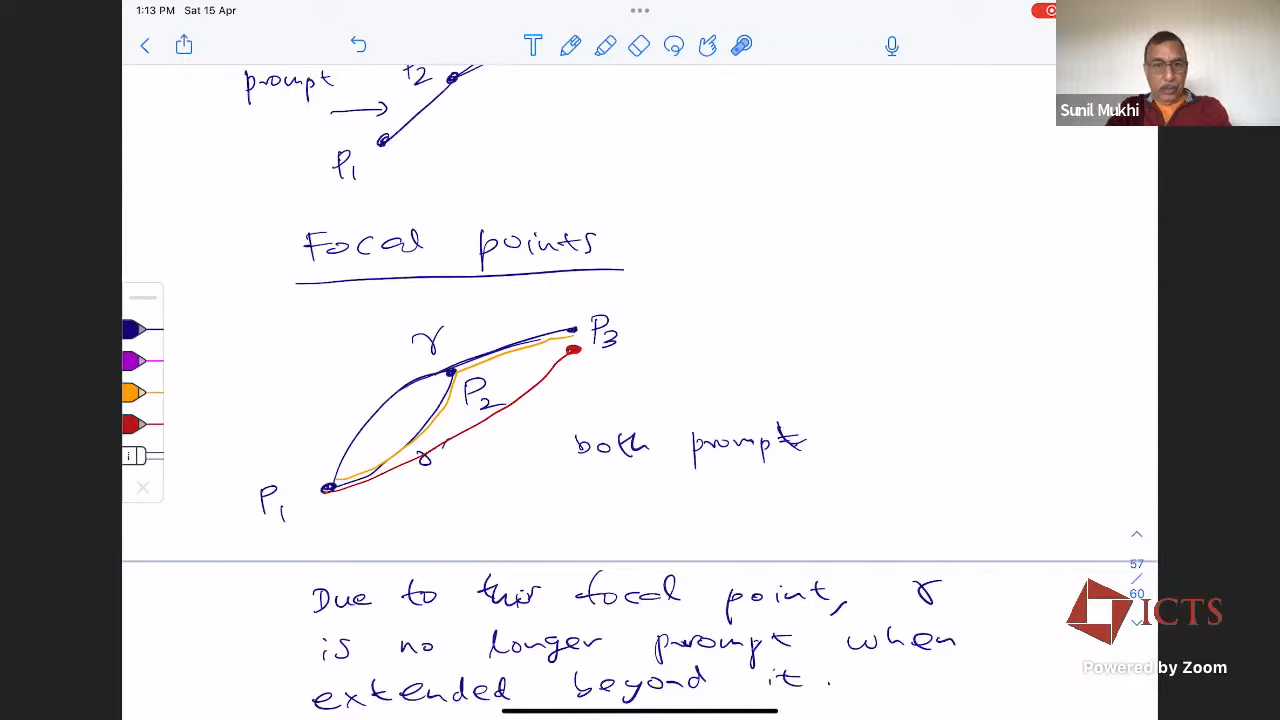 1:13 PM Sat 15 Apr
Sunil Mukhi
prompt
P2
P1
Focal points
γ
P3
P2
γ'
both prompt
P1
57
/
60
Due to this focal point, γ
is no longer prompt when
extended beyond it.
ICTS
Powered by Zoom